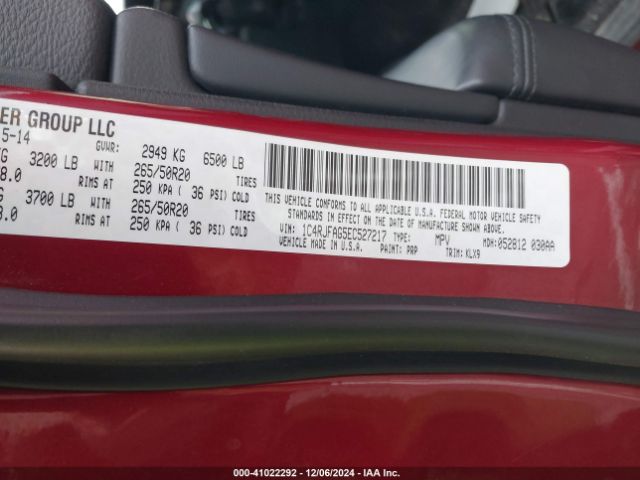 ER GROUP LLC
5-14
GVWR: 2949 KG 6500 LB
3200 LB WITH 265/50R20 TIRES
8.0 RIMS AT 250 KPA ( 36 PSI) COLD
3700 LB WITH 265/50R20 TIRES
8.0 RIMS AT 250 KPA ( 36 PSI) COLD
THIS VEHICLE CONFORMS TO ALL APPLICABLE U.S.A. FEDERAL MOTOR VEHICLE SAFETY
STANDARDS IN EFFECT ON THE DATE OF MANUFACTURE SHOWN ABOVE.
VIN: 1C4RJFAG5EC527217 TYPE: MPV MDH: 052812 030AA
VEHICLE MADE IN U.S.A. PAINT: PRP TRIM: KLX9
0-41022292 - 12/06/2024 - IAA Inc.